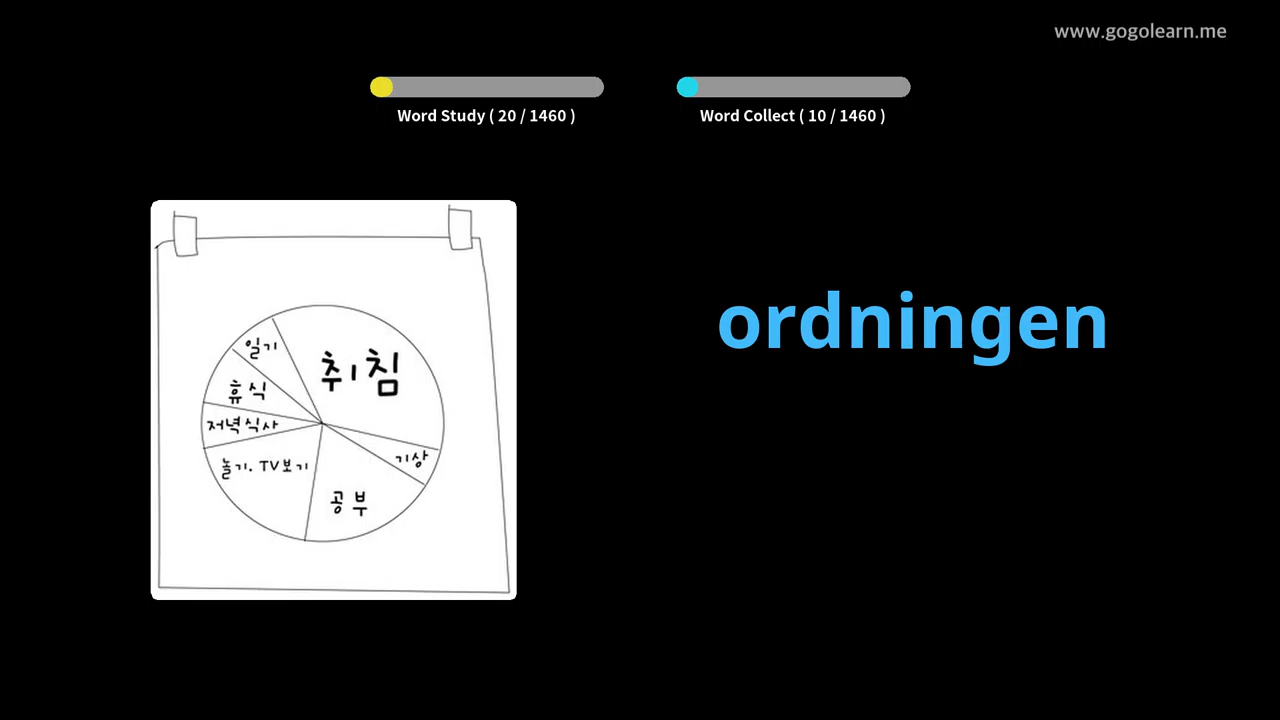 www.gogolearn.me
Word Study ( 20 / 1460 )
Word Collect ( 10 / 1460 )
일기
취침
휴식
저녁식사
놀기. TV보기
기상
공부
ordningen